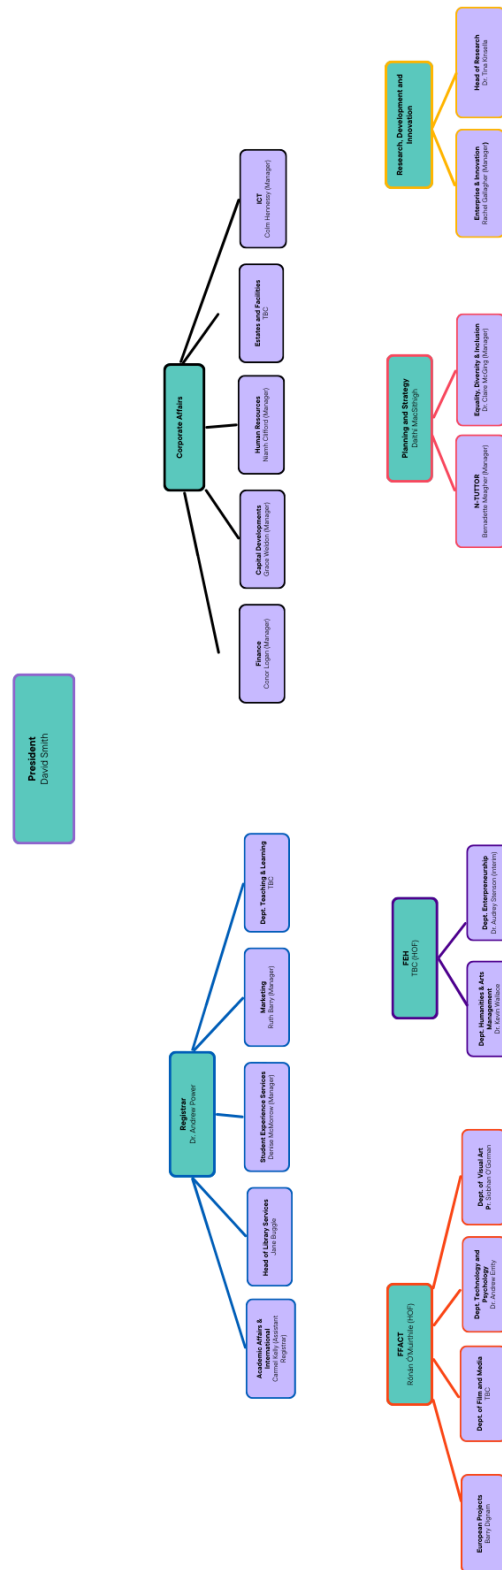 President
David Smith
Registrar
Dr. Andrew Power
Corporate Affairs
Academic Affairs &
International
Carmel Kelly (Assistant
Registrar)
Head of Library Services
Jane Buggle
Student Experience Services
Denise McMorrow (Manager)
Marketing
Ruth Barry (Manager)
Dept. Teaching & Learning
TBC
Finance
Conor Logan (Manager)
Capital Developments
Grace Weldon (Manager)
Human Resources
Niamh Clifford (Manager)
Estates and Facilities
TBC
ICT
Colm Hennessy (Manager)
FFACT
Rónán Ó'Muirthile (HOF)
FEH
TBC (HOF)
Planning and Strategy
Daithí MacSíthigh
Research, Development and
Innovation
European Projects
Barry Dignam
Dept. of Film and Media
TBC
Dept. Technology and
Psychology
Dr. Andrew Errity
Dept. of Visual Art
Pr. Siobhan O'Gorman
Dept. Humanities & Arts
Management
Dr. Kevin Wallace
Dept. Enterpreneurship
Dr. Audrey Stenson (Interim)
N-TUTTOR
Bernadette Meagher (Manager)
Equality, Diversity & Inclusion
Dr. Claire McGing (Manager)
Enterprise & Innovation
Rachel Gallagher (Manager)
Head of Research
Dr. Tina Kinsella